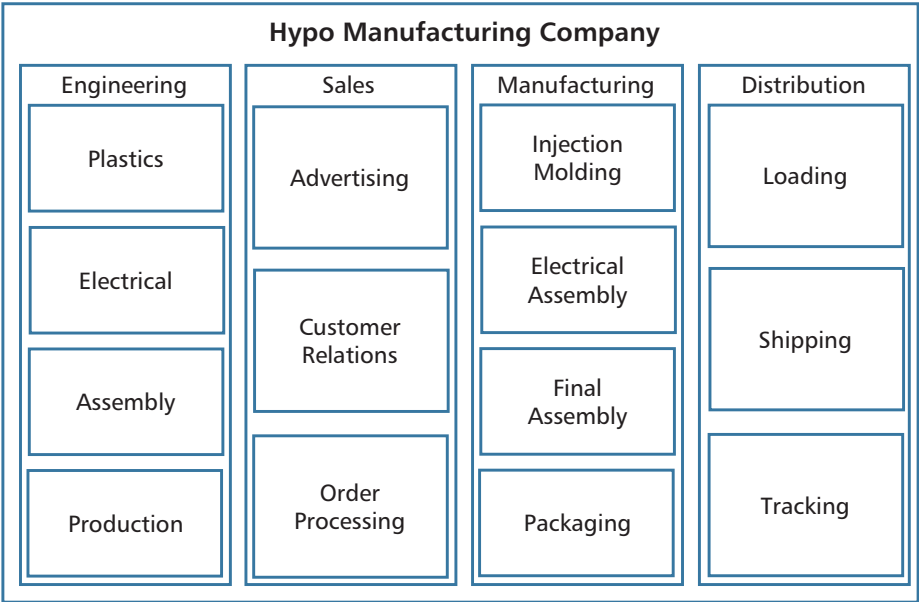 Hypo Manufacturing Company
Engineering
Plastics
Electrical
Assembly
Production
Sales
Advertising
Customer
Relations
Order
Processing
Manufacturing
Injection
Molding
Electrical
Assembly
Final
Assembly
Packaging
Distribution
Loading
Shipping
Tracking